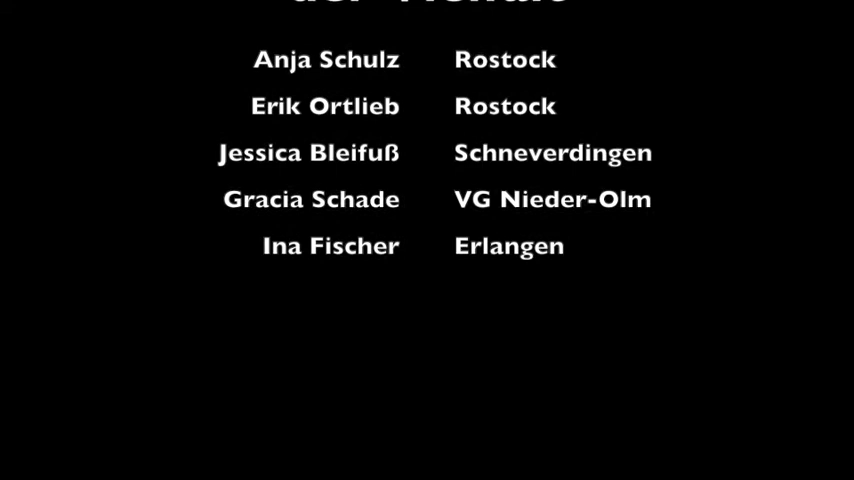 Anja Schulz Rostock
Erik Ortlieb Rostock
Jessica Bleifuß Schneverdingen
Gracia Schade VG Nieder-Olm
Ina Fischer Erlangen